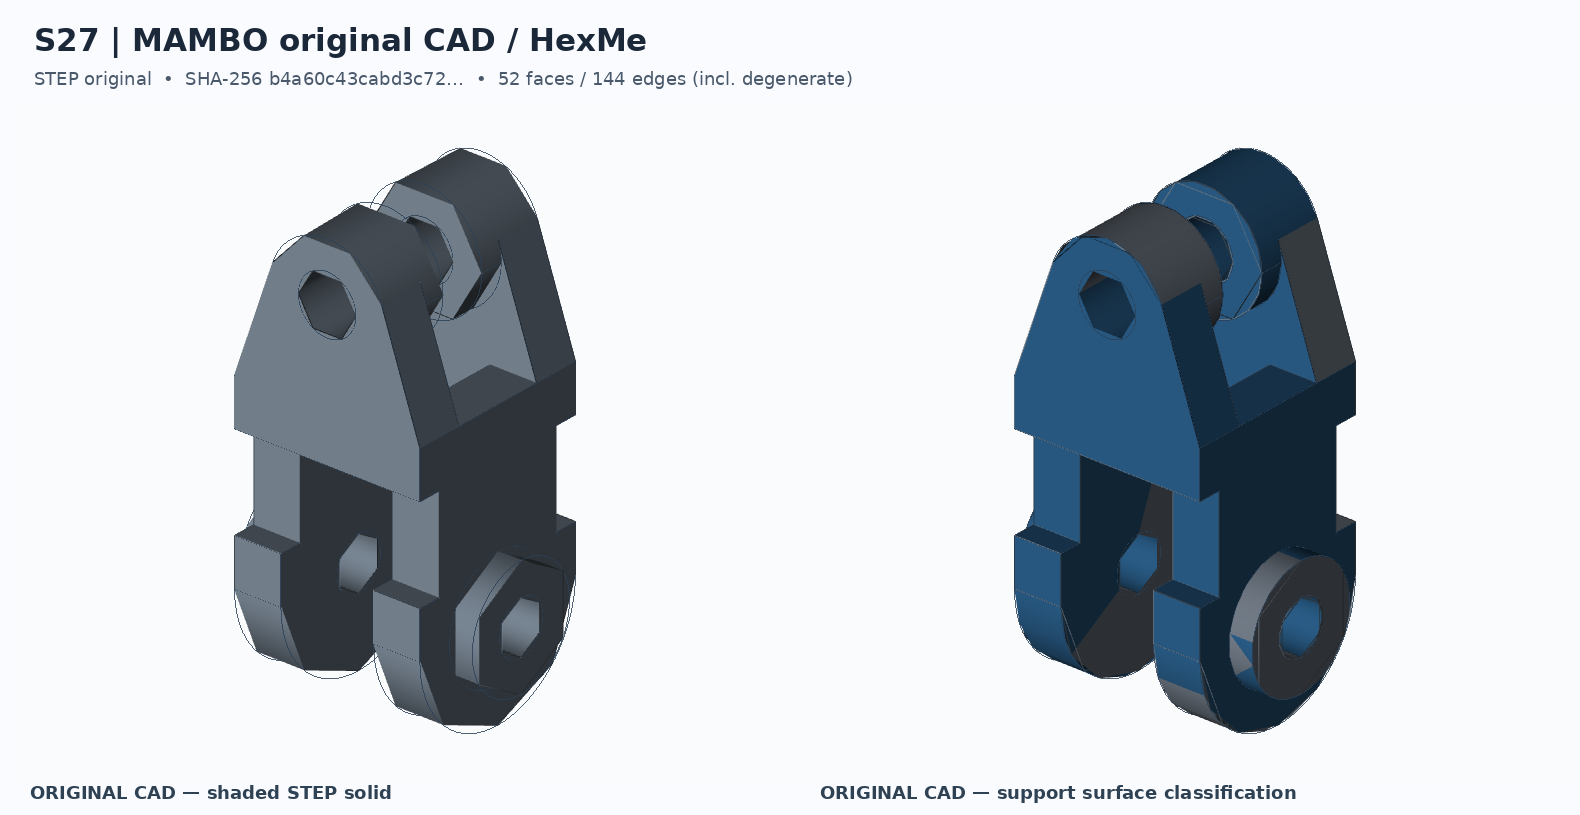 S27 | MAMBO original CAD / HexMe
STEP original • SHA-256 b4a60c43cabd3c72... • 52 faces / 144 edges (incl. degenerate)
ORIGINAL CAD — shaded STEP solid
ORIGINAL CAD — support surface classification